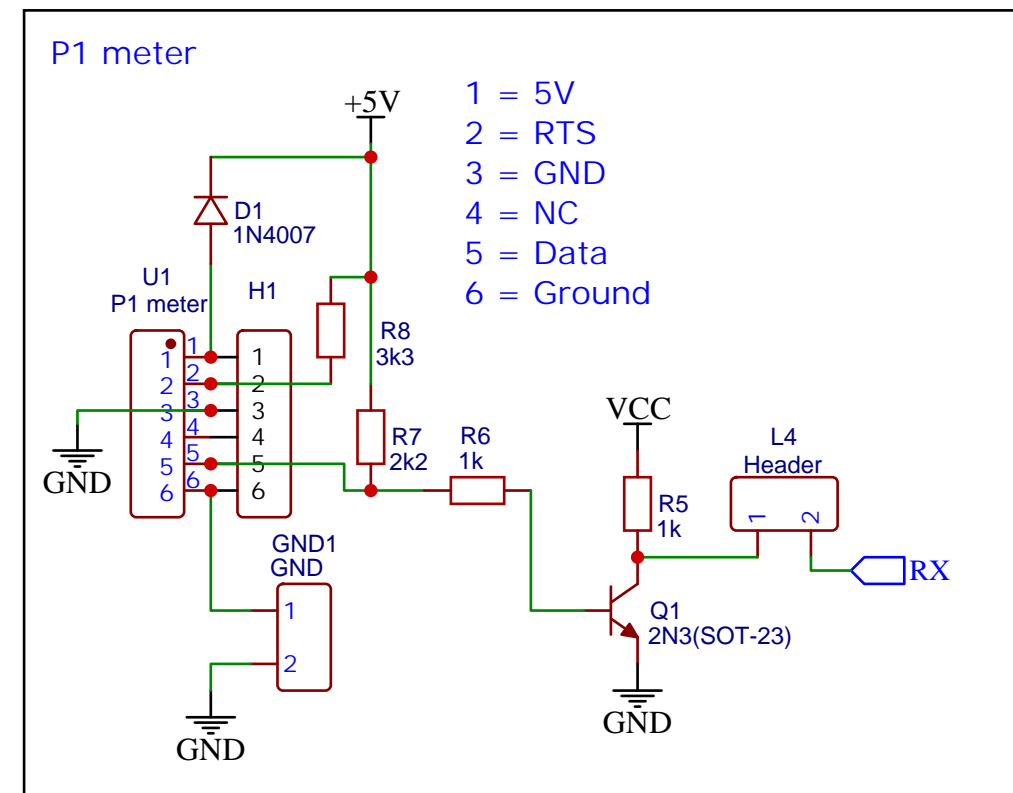 P1 meter
+5V
1 = 5V
2 = RTS
3 = GND
4 = NC
5 = Data
6 = Ground
D1
1N4007
U1
P1 meter
H1
R8
3k3
1 1 1
2 2 2
3 3 3
4 4 4
5 5 5
6 6 6
GND
R7
2k2
R6
1k
VCC
R5
1k
L4
Header
1 2
RX
GND1
GND
1
2
GND
Q1
2N3(SOT-23)
GND